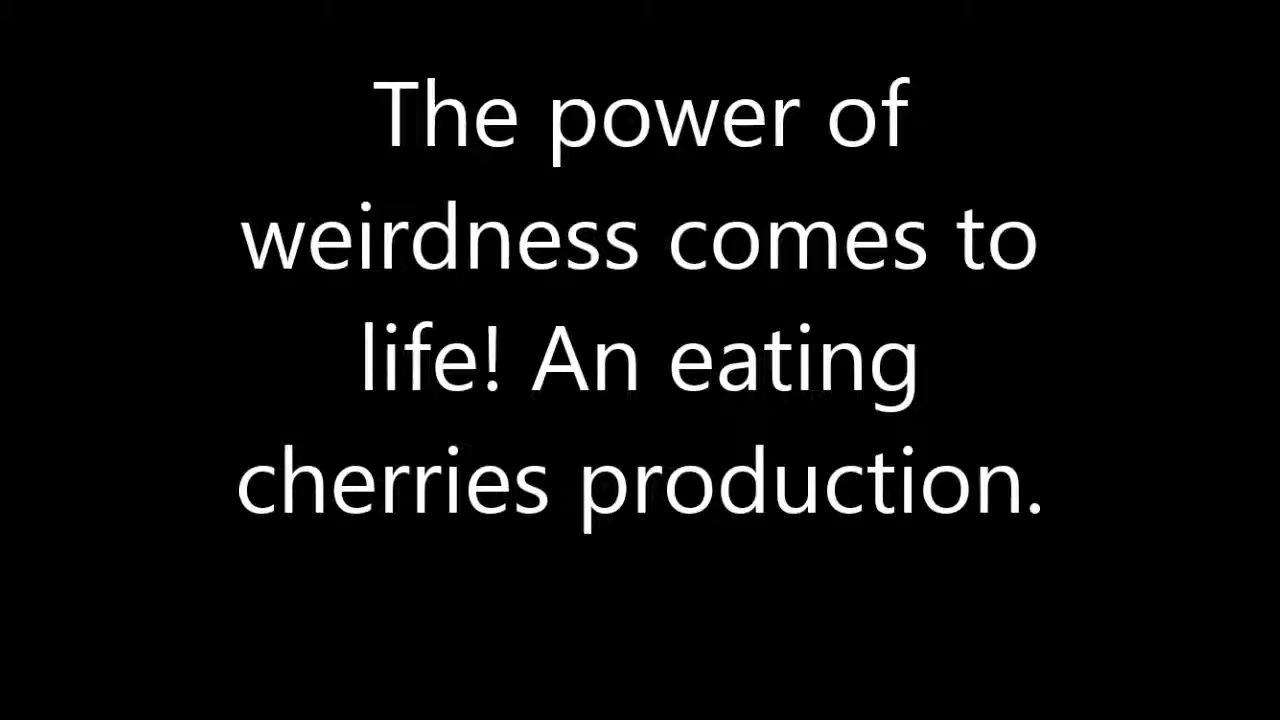 The power of
weirdness comes to
life! An eating
cherries production.